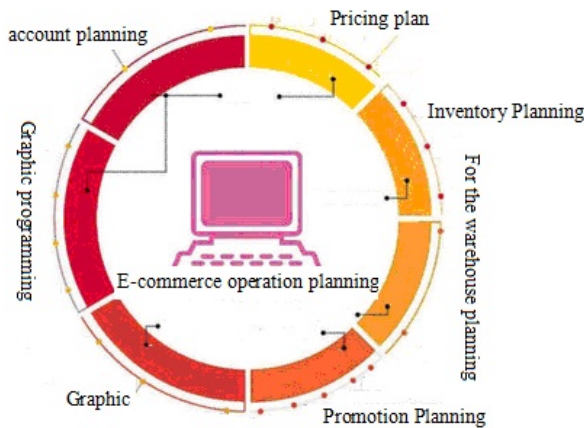 account planning
Pricing plan
Inventory Planning
For the warehouse planning
Graphic programming
E-commerce operation planning
Graphic
Promotion Planning